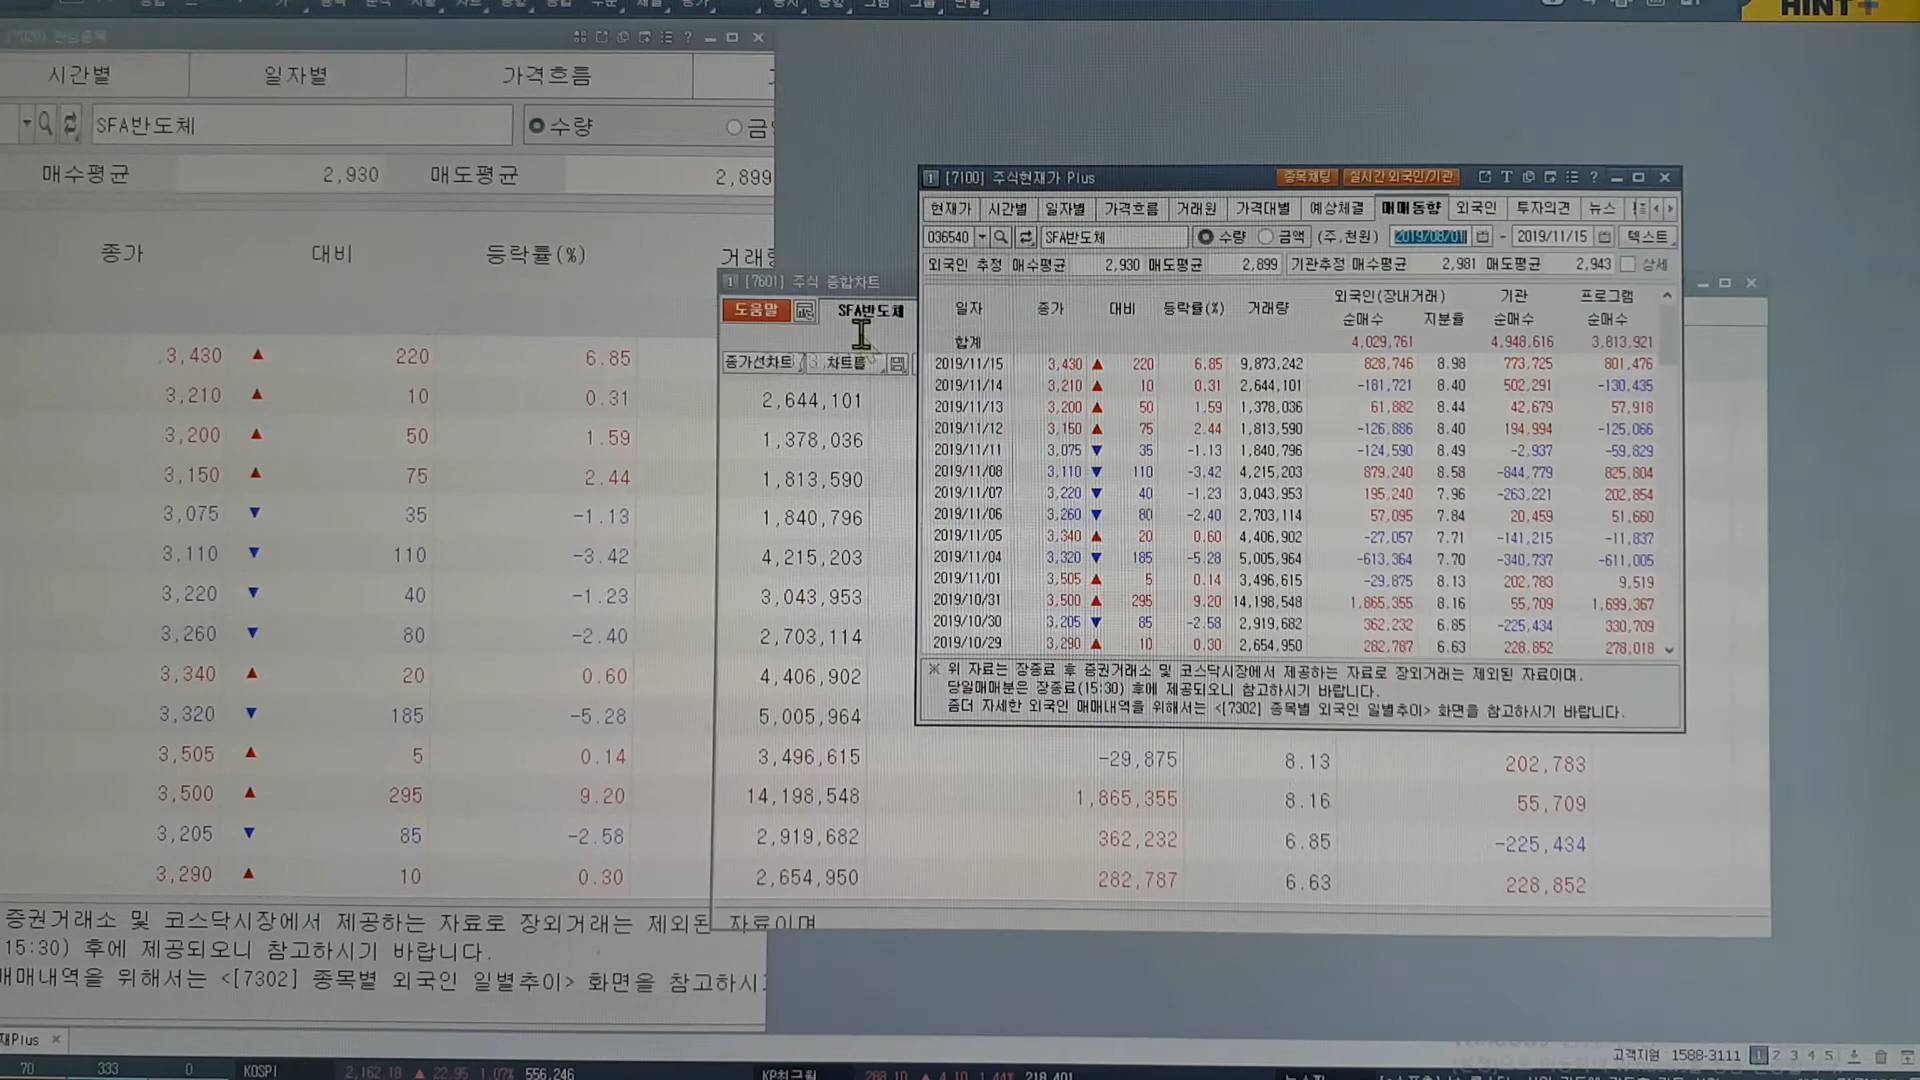 HINT+
시간별 일자별 가격흐름
SFA반도체 수량 금액
매수평균 2,930 매도평균 2,899
종가 대비 등락률(%) 거래량
3,430 ▲ 220 6.85
3,210 ▲ 10 0.31
3,200 ▲ 50 1.59
3,150 ▲ 75 2.44
3,075 ▼ 35 -1.13
3,110 ▼ 110 -3.42
3,220 ▼ 40 -1.23
3,260 ▼ 80 -2.40
3,340 ▲ 20 0.60
3,320 ▼ 185 -5.28
3,505 ▲ 5 0.14
3,500 ▲ 295 9.20
3,205 ▼ 85 -2.58
3,290 ▲ 10 0.30
증권거래소 및 코스닥시장에서 제공하는 자료로 장외거래는 제외된 자료이며
15:30) 후에 제공되오니 참고하시기 바랍니다.
매매내역을 위해서는 <[7302] 종목별 외국인 일별추이> 화면을 참고하시기
[7601] 주식 종합차트
도움말 SFA반도체
종가선차트 차트틀
2,644,101
1,378,036
1,813,590
1,840,796
4,215,203
3,043,953
2,703,114
4,406,902
5,005,964
3,496,615 -29,875 8.13 202,783
14,198,548 1,865,355 8.16 55,709
2,919,682 362,232 6.85 -225,434
2,654,950 282,787 6.63 228,852
1 [7100] 주식현재가 Plus 종목채팅 실시간 외국인/기관
현재가 시간별 일자별 가격흐름 거래원 가격대별 예상체결 매매동향 외국인 투자의견 뉴스
036540 SFA반도체 수량 금액 (주,천원) 2019/08/01 - 2019/11/15 텍스트
외국인 추정 매수평균 2,930 매도평균 2,899 기관추정 매수평균 2,981 매도평균 2,943 상세
일자 종가 대비 등락률(%) 거래량 외국인(장내거래) 기관 프로그램
순매수 지분율 순매수 순매수
합계 4,029,761 4,948,616 3,813,921
2019/11/15 3,430 ▲ 220 6.85 9,873,242 828,746 8.98 773,725 801,476
2019/11/14 3,210 ▲ 10 0.31 2,644,101 -181,721 8.40 502,291 -130,435
2019/11/13 3,200 ▲ 50 1.59 1,378,036 61,882 8.44 42,679 57,918
2019/11/12 3,150 ▲ 75 2.44 1,813,590 -126,886 8.40 194,994 -125,066
2019/11/11 3,075 ▼ 35 -1.13 1,840,796 -124,590 8.49 -2,937 -59,829
2019/11/08 3,110 ▼ 110 -3.42 4,215,203 879,240 8.58 -844,779 825,804
2019/11/07 3,220 ▼ 40 -1.23 3,043,953 195,240 7.96 -263,221 202,854
2019/11/06 3,260 ▼ 80 -2.40 2,703,114 57,095 7.84 20,459 51,660
2019/11/05 3,340 ▲ 20 0.60 4,406,902 -27,057 7.71 -141,215 -11,837
2019/11/04 3,320 ▼ 185 -5.28 5,005,964 -613,364 7.70 -340,737 -611,005
2019/11/01 3,505 ▲ 5 0.14 3,496,615 -29,875 8.13 202,783 9,519
2019/10/31 3,500 ▲ 295 9.20 14,198,548 1,865,355 8.16 55,709 1,699,367
2019/10/30 3,205 ▼ 85 -2.58 2,919,682 362,232 6.85 -225,434 330,709
2019/10/29 3,290 ▲ 10 0.30 2,654,950 282,787 6.63 228,852 278,018
※ 위 자료는 장종료 후 증권거래소 및 코스닥시장에서 제공하는 자료로 장외거래는 제외된 자료이며,
당일매매분은 장종료(15:30) 후에 제공되오니 참고하시기 바랍니다.
좀더 자세한 외국인 매매내역을 위해서는 <[7302] 종목별 외국인 일별추이> 화면을 참고하시기 바랍니다.
재Plus
고객지원 1588-3111 1 2 3 4 5
70 333 0 KOSPI 2,162.18 ▲ 22.95 1.07% 556,246 288.10 ▲ 4.10 1.44% 218,401